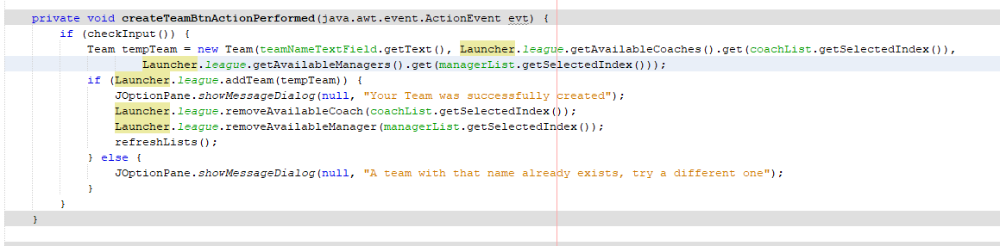 private void createTeamBtnActionPerformed(java.awt.event.ActionEvent evt) {
if (checkInput()) {
Team tempTeam = new Team(teamNameTextField.getText(), Launcher.league.getAvailableCoaches().get(coachList.getSelectedIndex()),
Launcher.league.getAvailableManagers().get(managerList.getSelectedIndex()));
if (Launcher.league.addTeam(tempTeam)) {
JOptionPane.showMessageDialog(null, "Your Team was successfully created");
Launcher.league.removeAvailableCoach(coachList.getSelectedIndex());
Launcher.league.removeAvailableManager(managerList.getSelectedIndex());
refreshLists();
} else {
JOptionPane.showMessageDialog(null, "A team with that name already exists, try a different one");
}
}
}